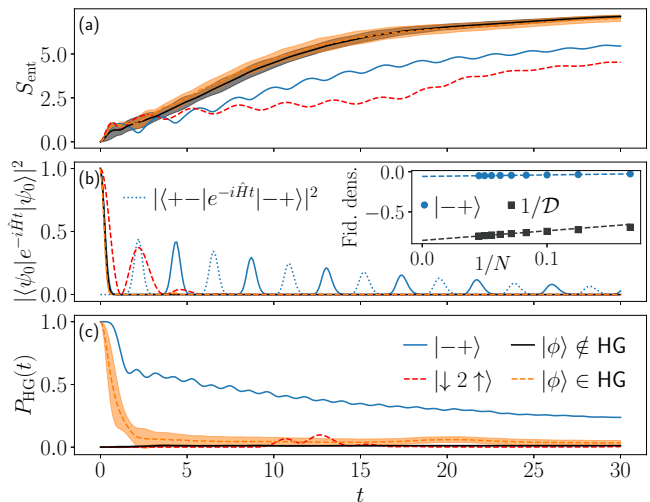 (a)
S_ent
5.0
2.5
0.0
(b)
|⟨ψ₀|e^{-iĤt}|ψ₀⟩|²
1.0
0.5
0.0
|⟨+−|e^{-iĤt}|−+⟩|²
Fid. dens.
0.0
−0.5
|−+⟩
1/𝒟
0.0
1/N
0.1
(c)
P_HG(t)
1.0
0.5
0.0
|−+⟩
|↓ 2 ↑⟩
|ϕ⟩ ∉ HG
|ϕ⟩ ∈ HG
0
5
10
15
20
25
30
t